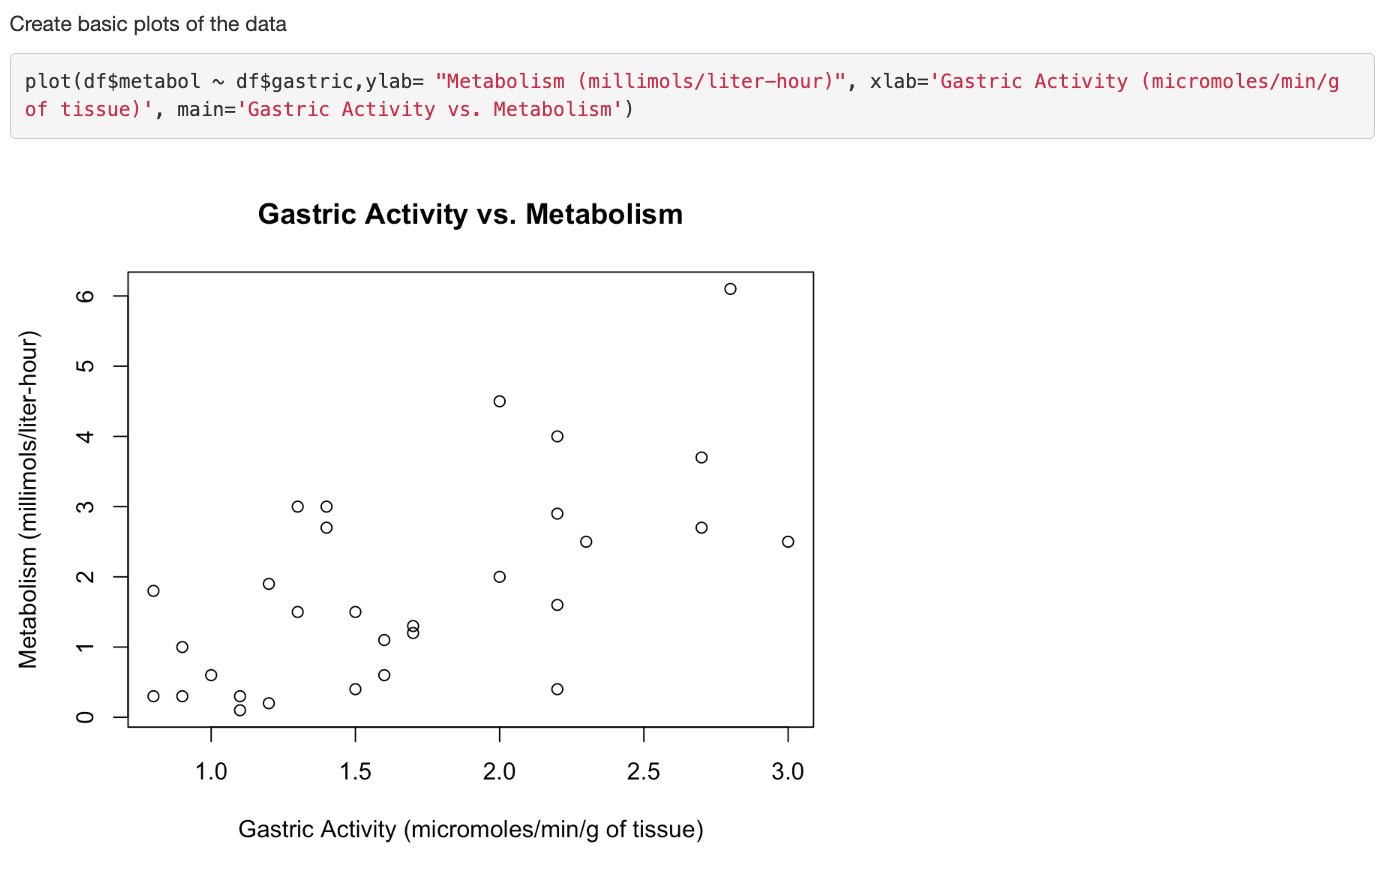 Create basic plots of the data
plot(df$metabol ~ df$gastric,ylab= "Metabolism (millimols/liter-hour)", xlab='Gastric Activity (micromoles/min/g
of tissue)', main='Gastric Activity vs. Metabolism')
Gastric Activity vs. Metabolism
Metabolism (millimols/liter-hour)
6
5
4
3
2
1
0
1.0 1.5 2.0 2.5 3.0
Gastric Activity (micromoles/min/g of tissue)